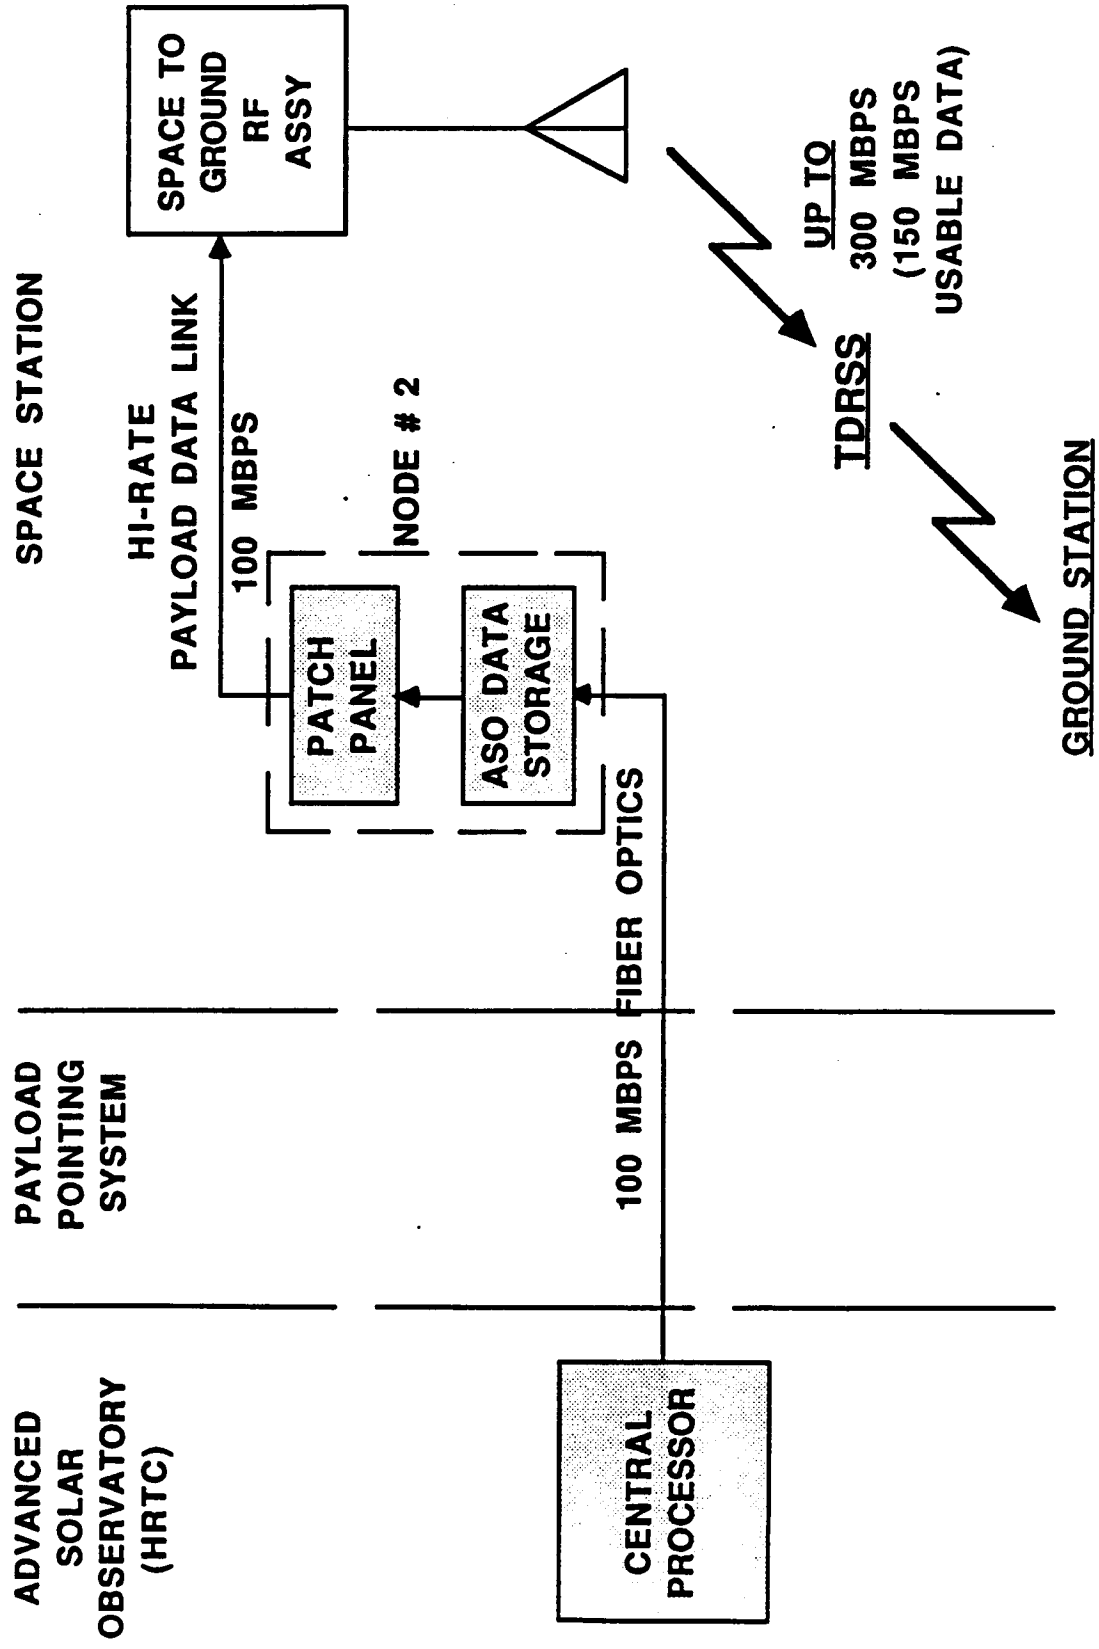 ADVANCED
SOLAR
OBSERVATORY
(HRTC)
PAYLOAD
POINTING
SYSTEM
SPACE STATION
HI-RATE
PAYLOAD DATA LINK
100 MBPS
SPACE TO
GROUND
RF
ASSY
PATCH
PANEL
NODE # 2
ASO DATA
STORAGE
100 MBPS FIBER OPTICS
CENTRAL
PROCESSOR
UP TO
300 MBPS
(150 MBPS
USABLE DATA)
TDRSS
GROUND STATION